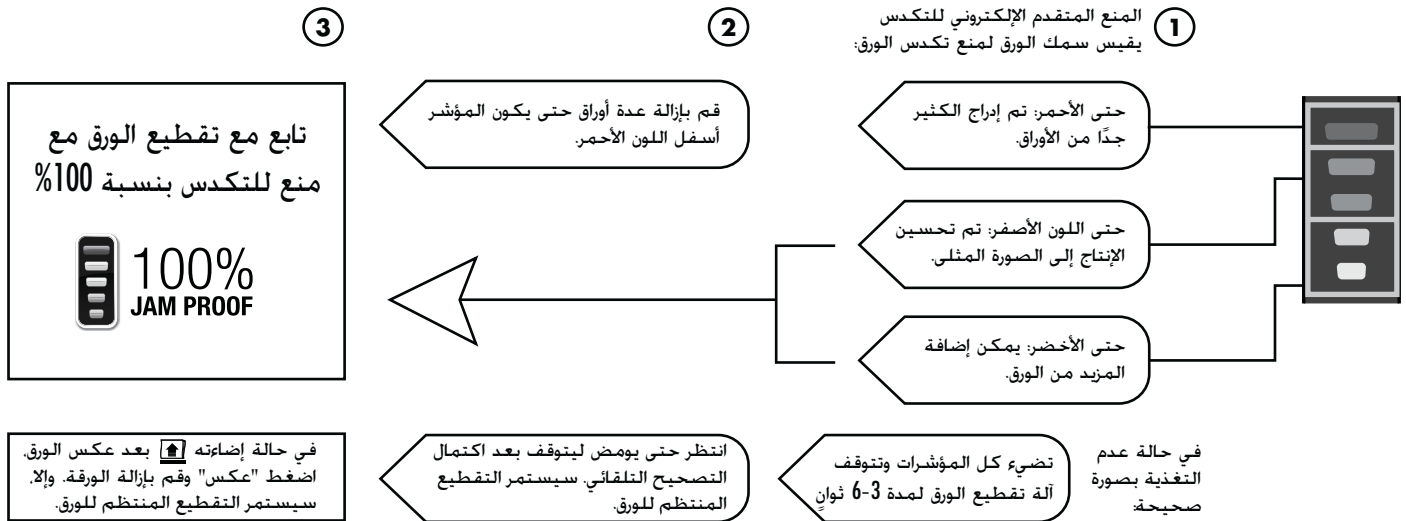 1
المنع المتقدم الإلكتروني للتكدس
يقيس سمك الورق لمنع تكدس الورق:
حتى الأحمر: تم إدراج الكثير
جدًا من الأوراق.
حتى اللون الأصفر: تم تحسين
الإنتاج إلى الصورة المثلى.
حتى الأخضر: يمكن إضافة
المزيد من الورق.
2
قم بإزالة عدة أوراق حتى يكون المؤشر
أسفل اللون الأحمر.
3
تابع مع تقطيع الورق مع
منع للتكدس بنسبة 100%
100%
JAM PROOF
في حالة عدم
التغذية بصورة
صحيحة:
تضيء كل المؤشرات وتتوقف
آلة تقطيع الورق لمدة 3-6 ثوانٍ
انتظر حتى يومض ليتوقف بعد اكتمال
التصحيح التلقائي. سيستمر التقطيع
المنتظم للورق.
في حالة إضاءته بعد عكس الورق،
اضغط "عكس" وقم بإزالة الورقة. وإلا،
سيستمر التقطيع المنتظم للورق.